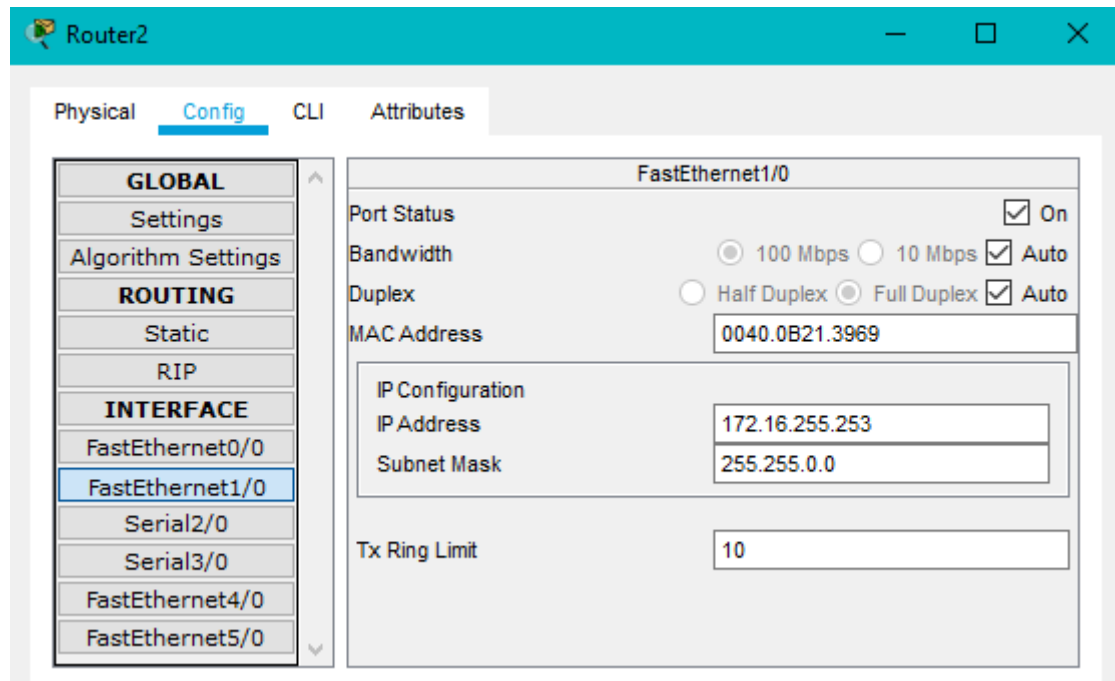 Router2
Physical Config CLI Attributes
GLOBAL
Settings
Algorithm Settings
ROUTING
Static
RIP
INTERFACE
FastEthernet0/0
FastEthernet1/0
Serial2/0
Serial3/0
FastEthernet4/0
FastEthernet5/0
FastEthernet1/0
Port Status On
Bandwidth 100 Mbps 10 Mbps Auto
Duplex Half Duplex Full Duplex Auto
MAC Address 0040.0B21.3969
IP Configuration
IP Address 172.16.255.253
Subnet Mask 255.255.0.0
Tx Ring Limit 10